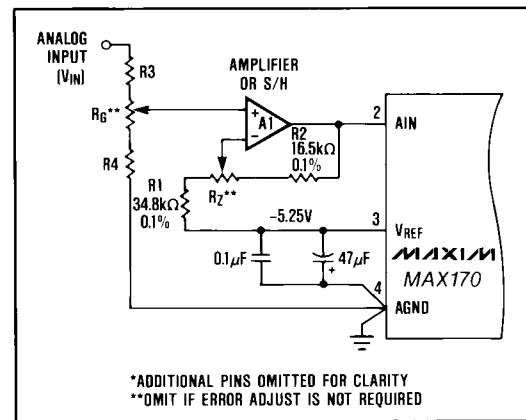 ANALOG
INPUT
(VIN)
R3
RG**
R4
AMPLIFIER
OR S/H
+
A1
−
R2
16.5kΩ
0.1%
2
AIN
R1
34.8kΩ
0.1%
RZ**
−5.25V
3
VREF
0.1μF
47μF
+
MAXIM
MAX170
4
AGND
*ADDITIONAL PINS OMITTED FOR CLARITY
**OMIT IF ERROR ADJUST IS NOT REQUIRED